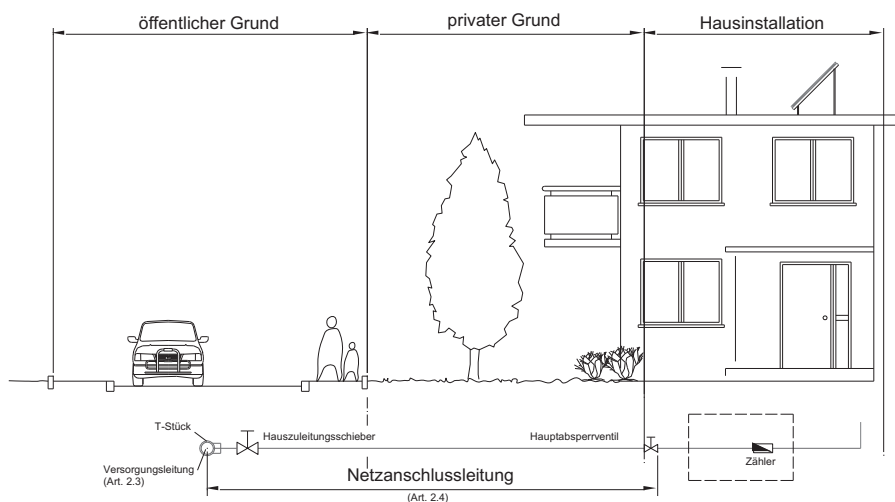 öffentlicher Grund
privater Grund
Hausinstallation
T-Stück
Hauszuleitungsschieber
Hauptabsperrventil
Versorgungsleitung
(Art. 2.3)
Zähler
Netzanschlussleitung
(Art. 2.4)